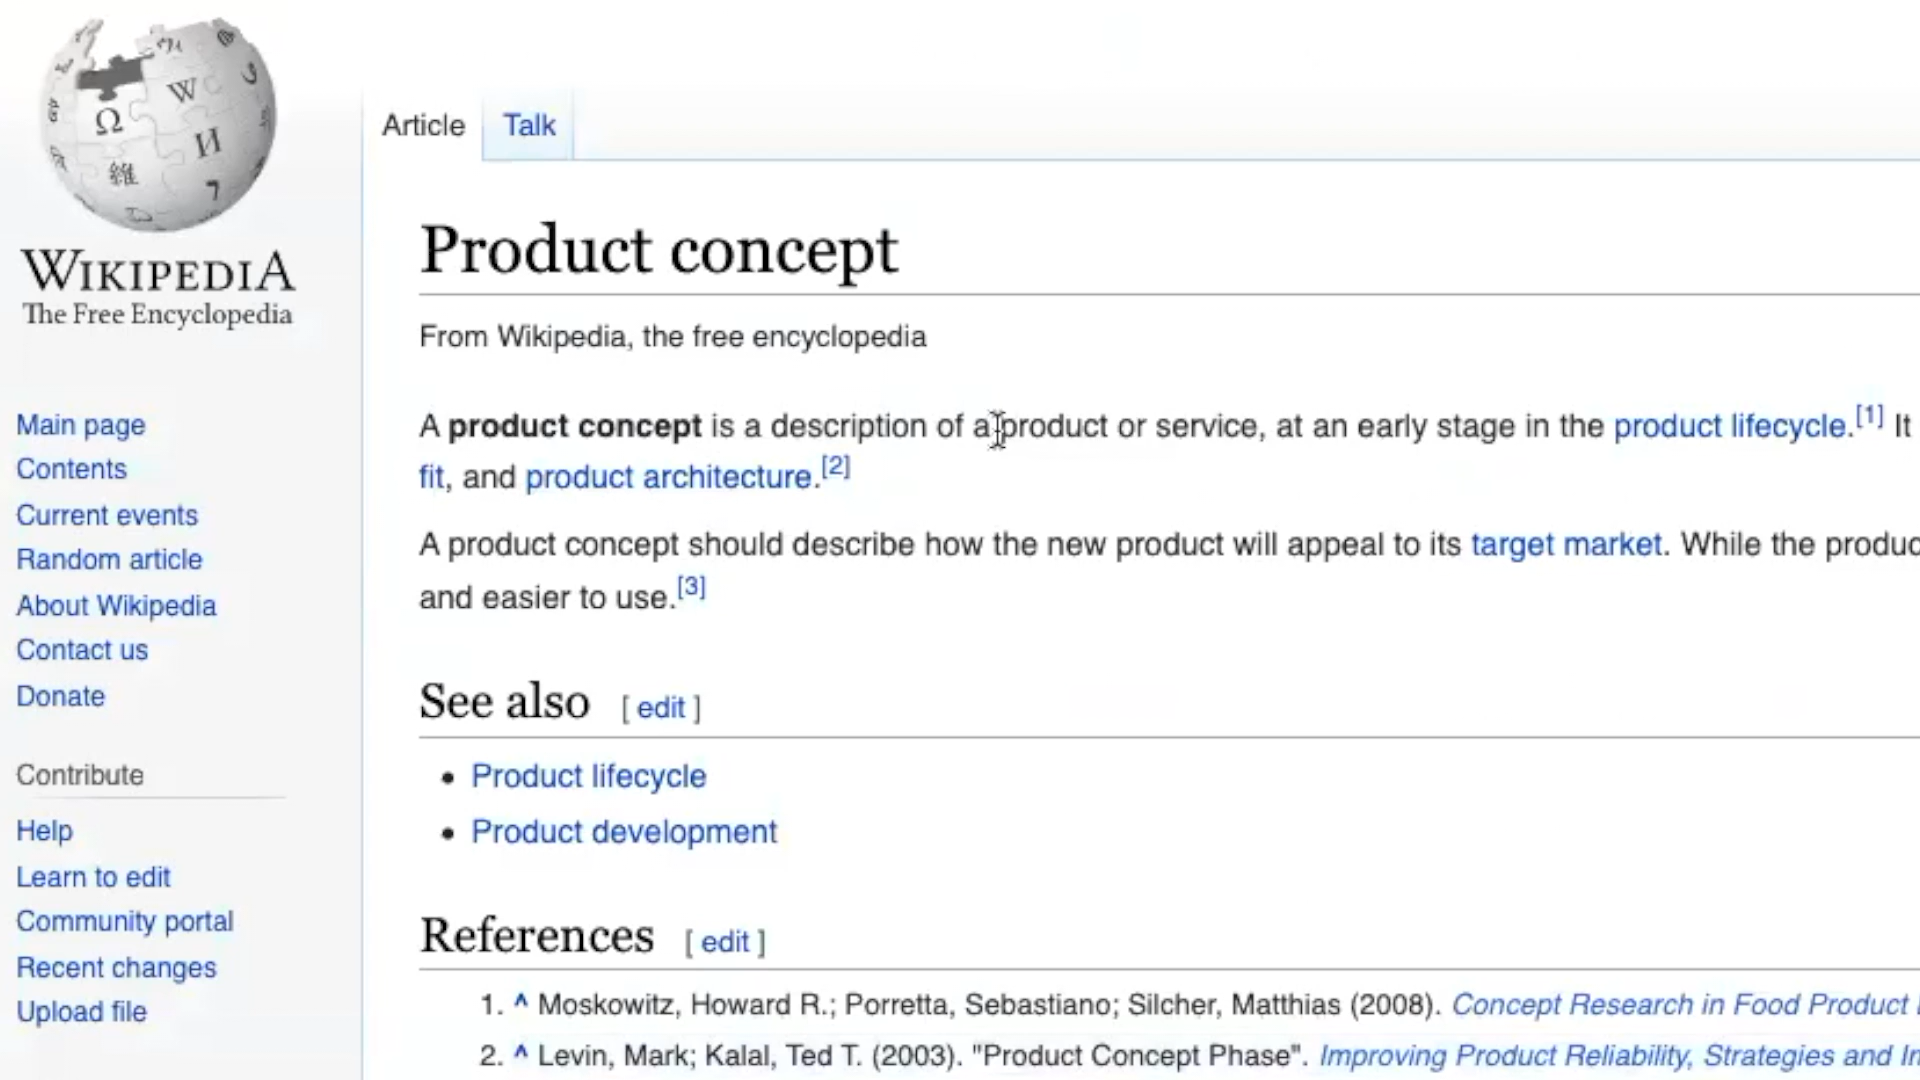 Ω
W
И
維
WIKIPEDIA
The Free Encyclopedia
Main page
Contents
Current events
Random article
About Wikipedia
Contact us
Donate
Contribute
Help
Learn to edit
Community portal
Recent changes
Upload file
Article Talk
Product concept
From Wikipedia, the free encyclopedia
A product concept is a description of a product or service, at an early stage in the product lifecycle.[1] It
fit, and product architecture.[2]
A product concept should describe how the new product will appeal to its target market. While the produc
and easier to use.[3]
See also [ edit ]
• Product lifecycle
• Product development
References [ edit ]
1. ^ Moskowitz, Howard R.; Porretta, Sebastiano; Silcher, Matthias (2008). Concept Research in Food Product
2. ^ Levin, Mark; Kalal, Ted T. (2003). "Product Concept Phase". Improving Product Reliability, Strategies and